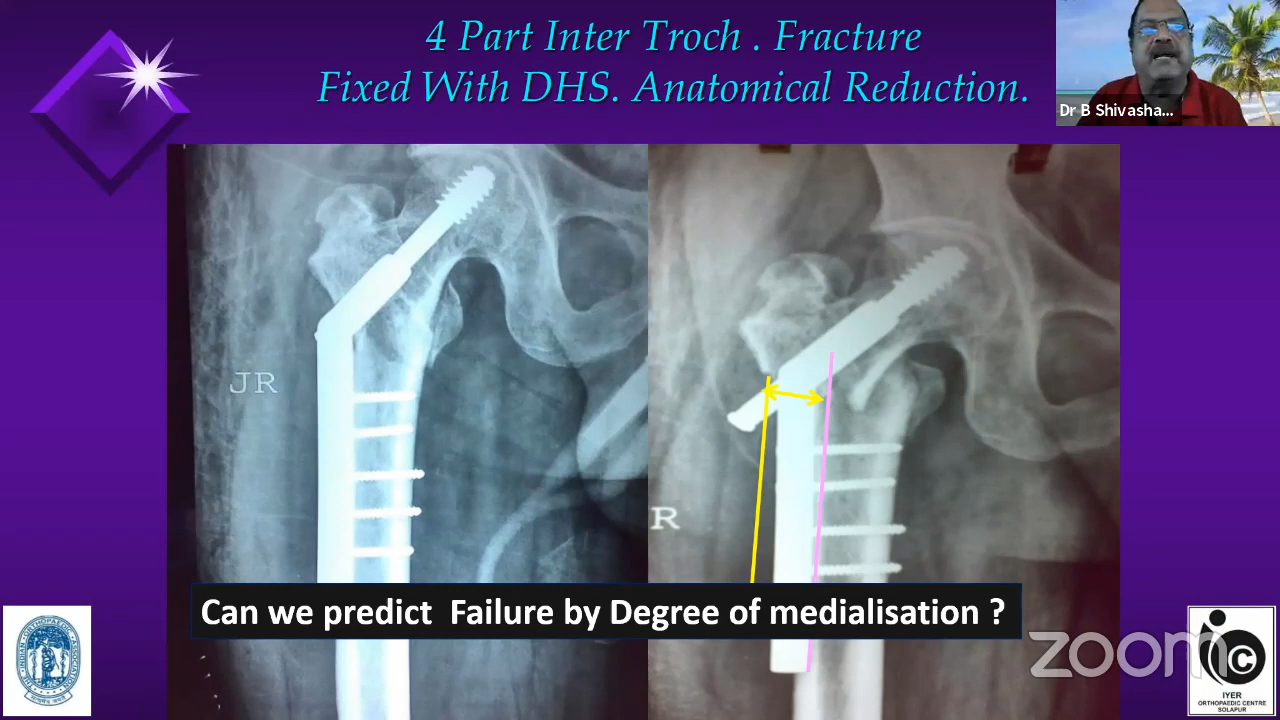 4 Part Inter Troch . Fracture
Fixed With DHS. Anatomical Reduction.
Dr B Shivasha...
JR
R
Can we predict Failure by Degree of medialisation ?
zoom
IYER
ORTHOPAEDIC CENTRE
SOLAPUR